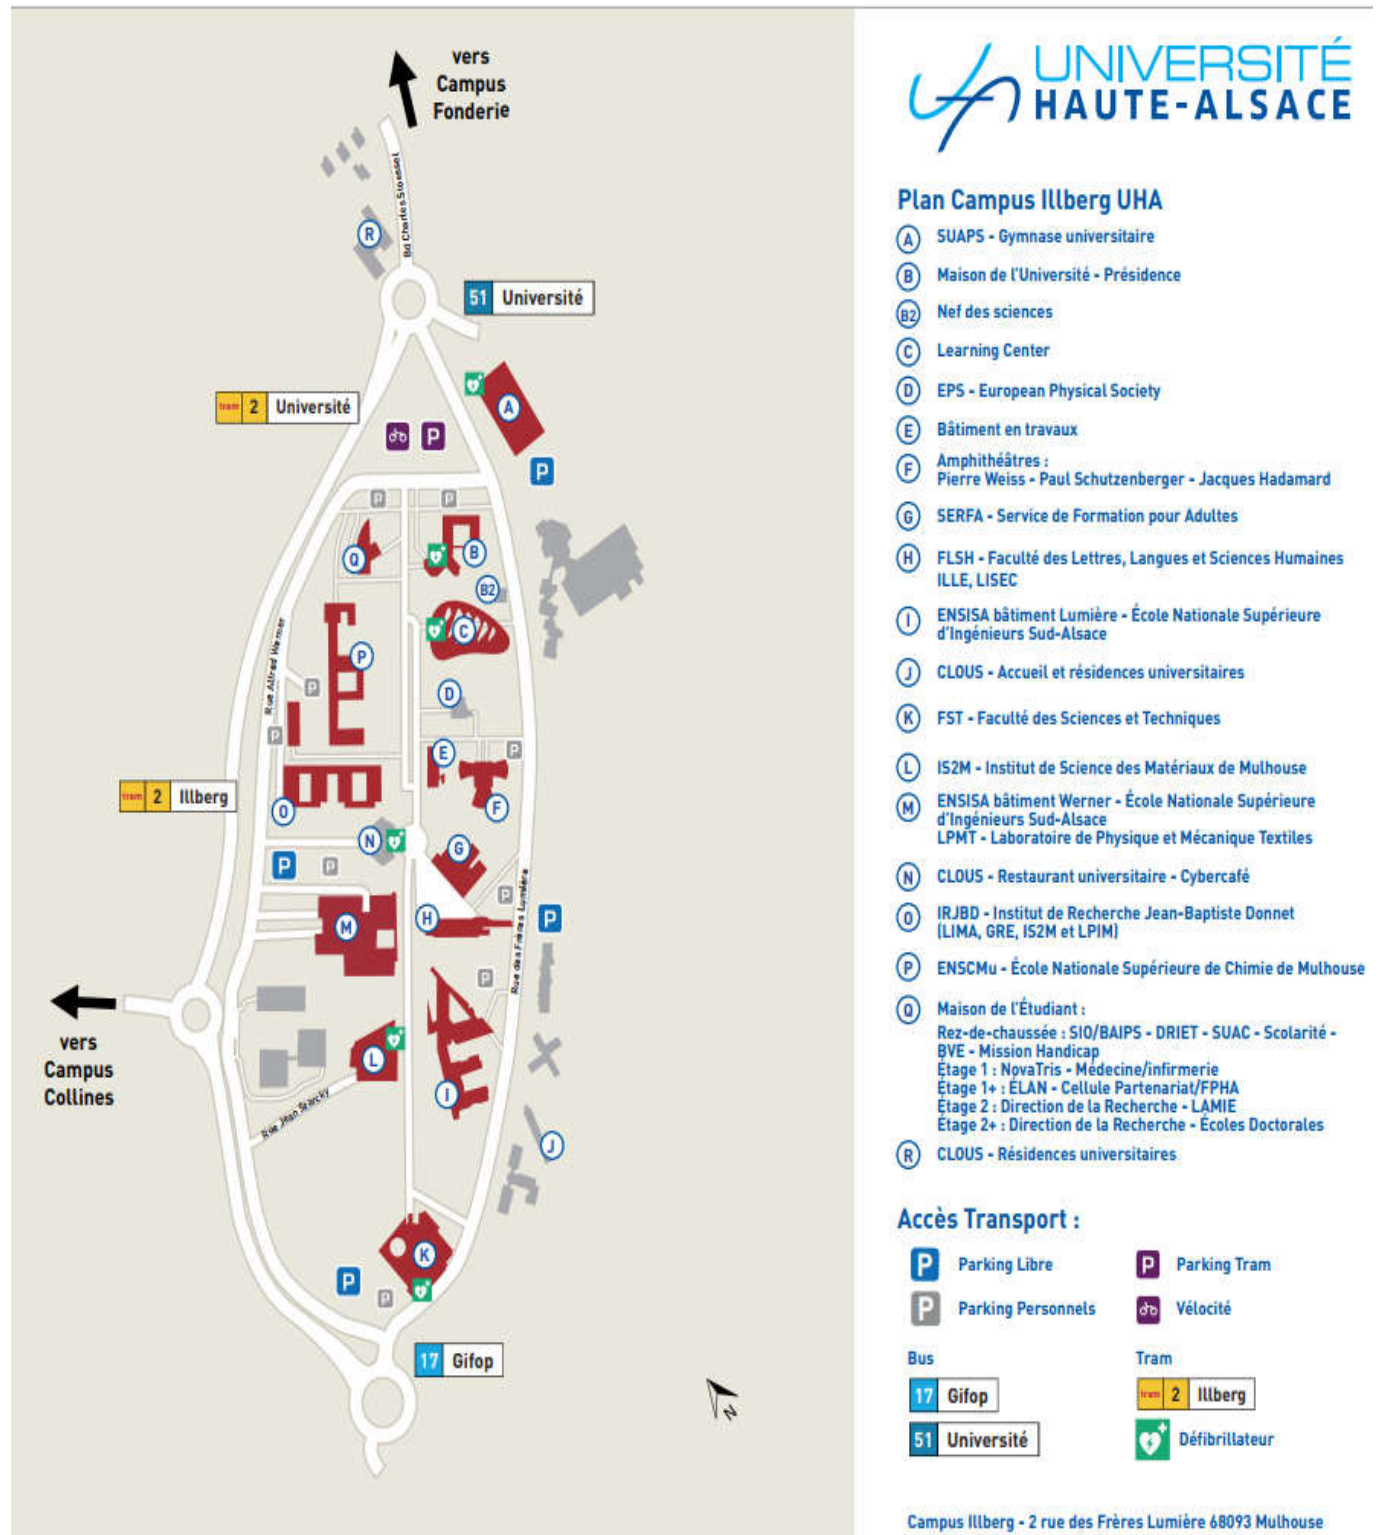 vers
Campus
Fonderie
Bd Charles Stoessel
R
51 Université
A
tram 2 Université
P
P
P
P
Q
B
B2
C
P
Rue Alfred Werner
P
D
P
E
P
tram 2 Illberg
O
F
N
G
P
P
P
H
P
M
Rue des Frères Lumière
P
vers
Campus
Collines
L
I
Rue Jean Starcky
J
K
P
P
17 Gifop
N
UNIVERSITÉ
HAUTE-ALSACE
Plan Campus Illberg UHA
A SUAPS - Gymnase universitaire
B Maison de l'Université - Présidence
B2 Nef des sciences
C Learning Center
D EPS - European Physical Society
E Bâtiment en travaux
F Amphithéâtres :
Pierre Weiss - Paul Schutzenberger - Jacques Hadamard
G SERFA - Service de Formation pour Adultes
H FLSH - Faculté des Lettres, Langues et Sciences Humaines
ILLE, LISEC
I ENSISA bâtiment Lumière - École Nationale Supérieure
d'Ingénieurs Sud-Alsace
J CLOUS - Accueil et résidences universitaires
K FST - Faculté des Sciences et Techniques
L IS2M - Institut de Science des Matériaux de Mulhouse
M ENSISA bâtiment Werner - École Nationale Supérieure
d'Ingénieurs Sud-Alsace
LPMT - Laboratoire de Physique et Mécanique Textiles
N CLOUS - Restaurant universitaire - Cybercafé
O IRJBD - Institut de Recherche Jean-Baptiste Donnet
(LIMA, GRE, IS2M et LPIM)
P ENSCMu - École Nationale Supérieure de Chimie de Mulhouse
Q Maison de l'Étudiant :
Rez-de-chaussée : SIO/BAIPS - DRIET - SUAC - Scolarité -
BVE - Mission Handicap
Étage 1 : NovaTris - Médecine/infirmerie
Étage 1+ : ÉLAN - Cellule Partenariat/FPHA
Étage 2 : Direction de la Recherche - LAMIE
Étage 2+ : Direction de la Recherche - Écoles Doctorales
R CLOUS - Résidences universitaires
Accès Transport :
P Parking Libre
P Parking Tram
P Parking Personnels
Vélocité
Bus
Tram
17 Gifop
tram 2 Illberg
51 Université
Défibrillateur
Campus Illberg - 2 rue des Frères Lumière 68093 Mulhouse